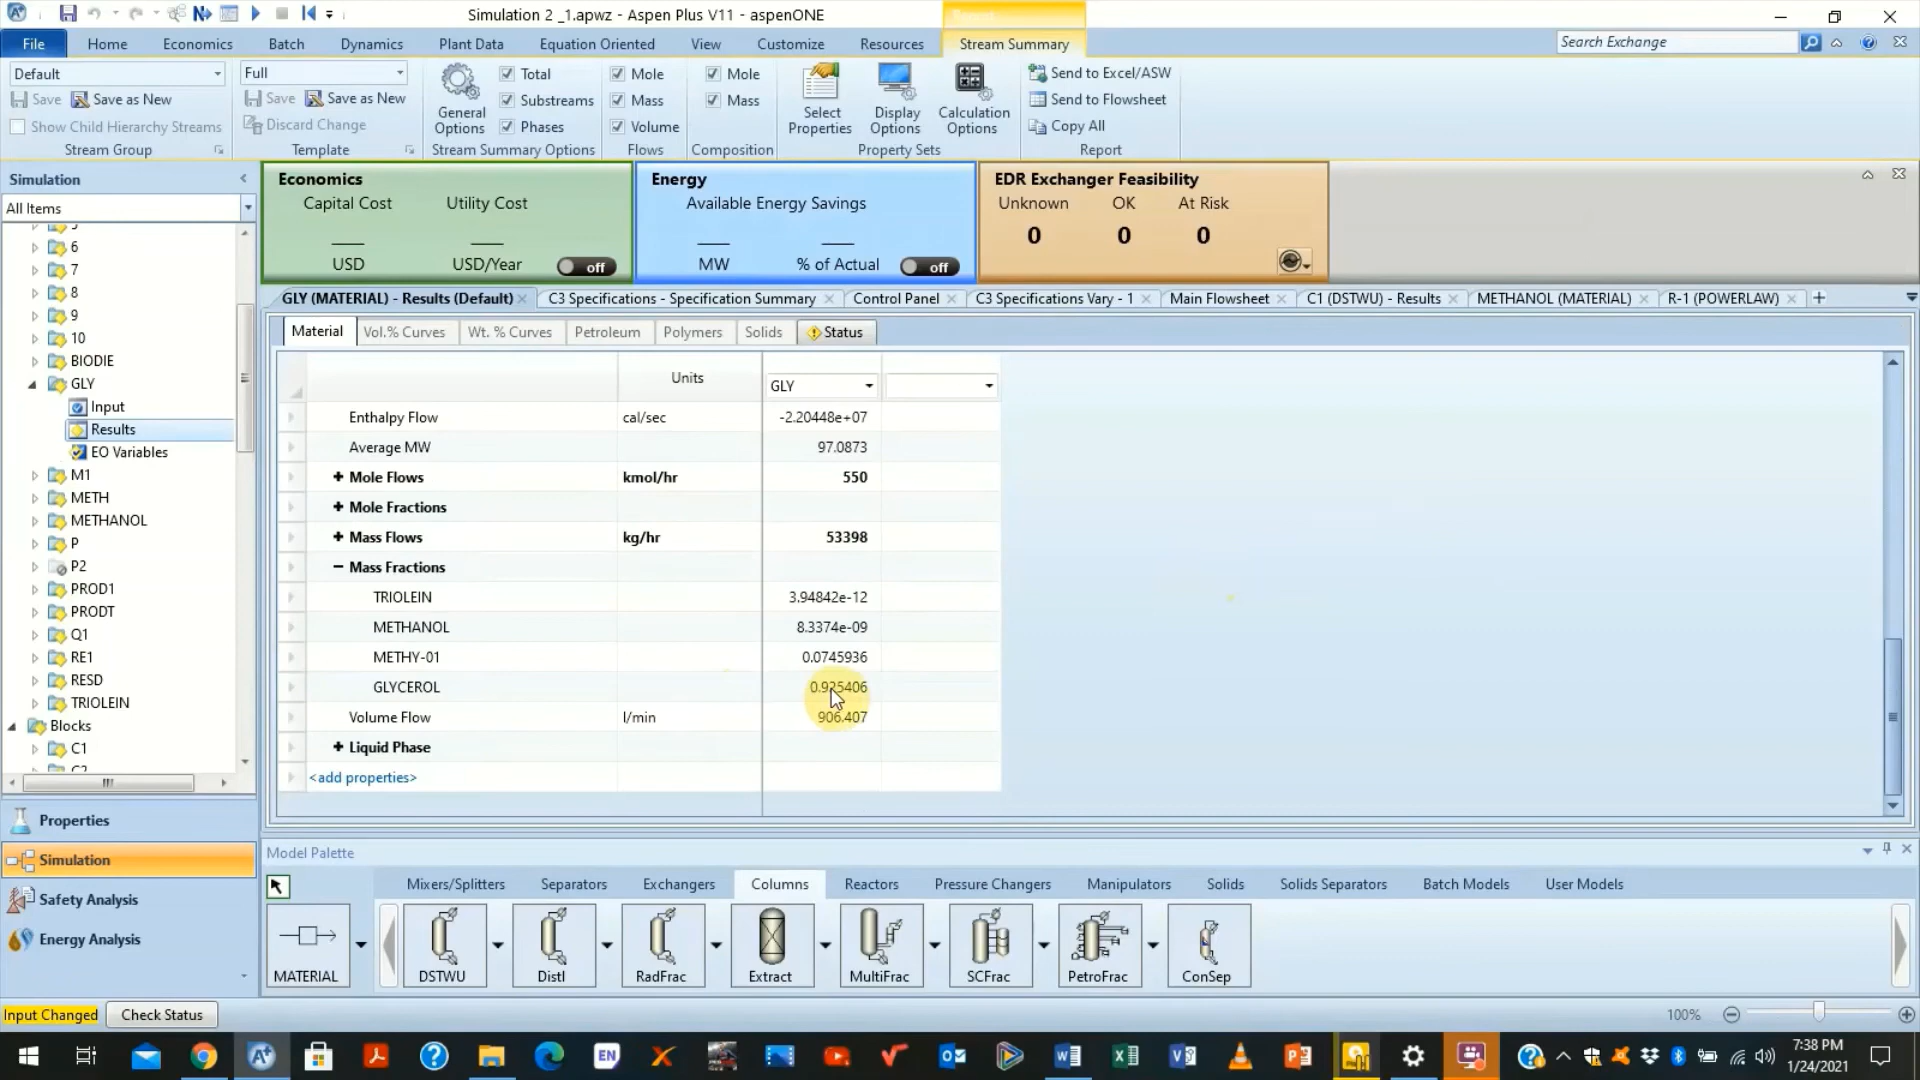 Simulation 2 _1.apwz - Aspen Plus V11 - aspenONE
File Home Economics Batch Dynamics Plant Data Equation Oriented View Customize Resources Stream Summary Search Exchange
Default Full Total Mole Mole Send to Excel/ASW
Save Save as New Save Save as New Substreams Mass Mass Send to Flowsheet
Show Child Hierarchy Streams Discard Change General Options Phases Volume Select Properties Display Options Calculation Options Copy All
Stream Group Template Stream Summary Options Flows Composition Property Sets Report
Simulation
All Items
Economics
Capital Cost Utility Cost
USD USD/Year off
Energy
Available Energy Savings
MW % of Actual off
EDR Exchanger Feasibility
Unknown OK At Risk
0 0 0
GLY (MATERIAL) - Results (Default) C3 Specifications - Specification Summary Control Panel C3 Specifications Vary - 1 Main Flowsheet C1 (DSTWU) - Results METHANOL (MATERIAL) R-1 (POWERLAW)
Material Vol.% Curves Wt. % Curves Petroleum Polymers Solids Status
6
7
8
9
10
BIODIE
GLY
Input
Results
EO Variables
M1
METH
METHANOL
P
P2
PROD1
PRODT
Q1
RE1
RESD
TRIOLEIN
Blocks
C1
C2
Units GLY
Enthalpy Flow cal/sec -2.20448e+07
Average MW 97.0873
Mole Flows kmol/hr 550
Mole Fractions
Mass Flows kg/hr 53398
Mass Fractions
TRIOLEIN 3.94842e-12
METHANOL 8.3374e-09
METHY-01 0.0745936
GLYCEROL 0.925406
Volume Flow l/min 906.407
Liquid Phase
<add properties>
Properties
Simulation
Safety Analysis
Energy Analysis
Model Palette
Mixers/Splitters Separators Exchangers Columns Reactors Pressure Changers Manipulators Solids Solids Separators Batch Models User Models
MATERIAL DSTWU Distl RadFrac Extract MultiFrac SCFrac PetroFrac ConSep
Input Changed Check Status 100%
EN
7:38 PM
1/24/2021